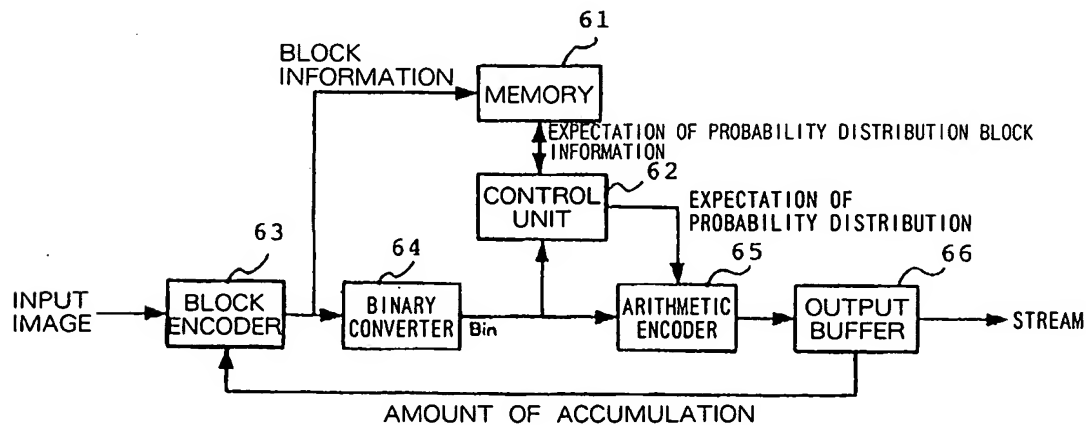 61
BLOCK
INFORMATION
MEMORY
EXPECTATION OF PROBABILITY DISTRIBUTION BLOCK
INFORMATION
62
CONTROL
UNIT
EXPECTATION OF
PROBABILITY DISTRIBUTION
63
64
65
66
INPUT
IMAGE
BLOCK
ENCODER
BINARY
CONVERTER
Bin
ARITHMETIC
ENCODER
OUTPUT
BUFFER
STREAM
AMOUNT OF ACCUMULATION